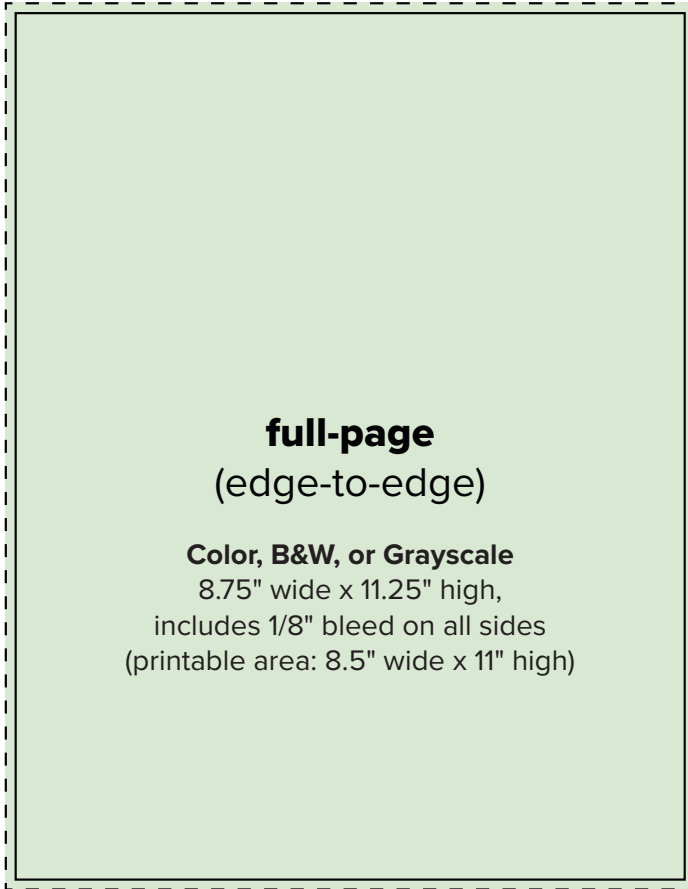 full-page
(edge-to-edge)
Color, B&W, or Grayscale
8.75" wide x 11.25" high,
includes 1/8" bleed on all sides
(printable area: 8.5" wide x 11" high)